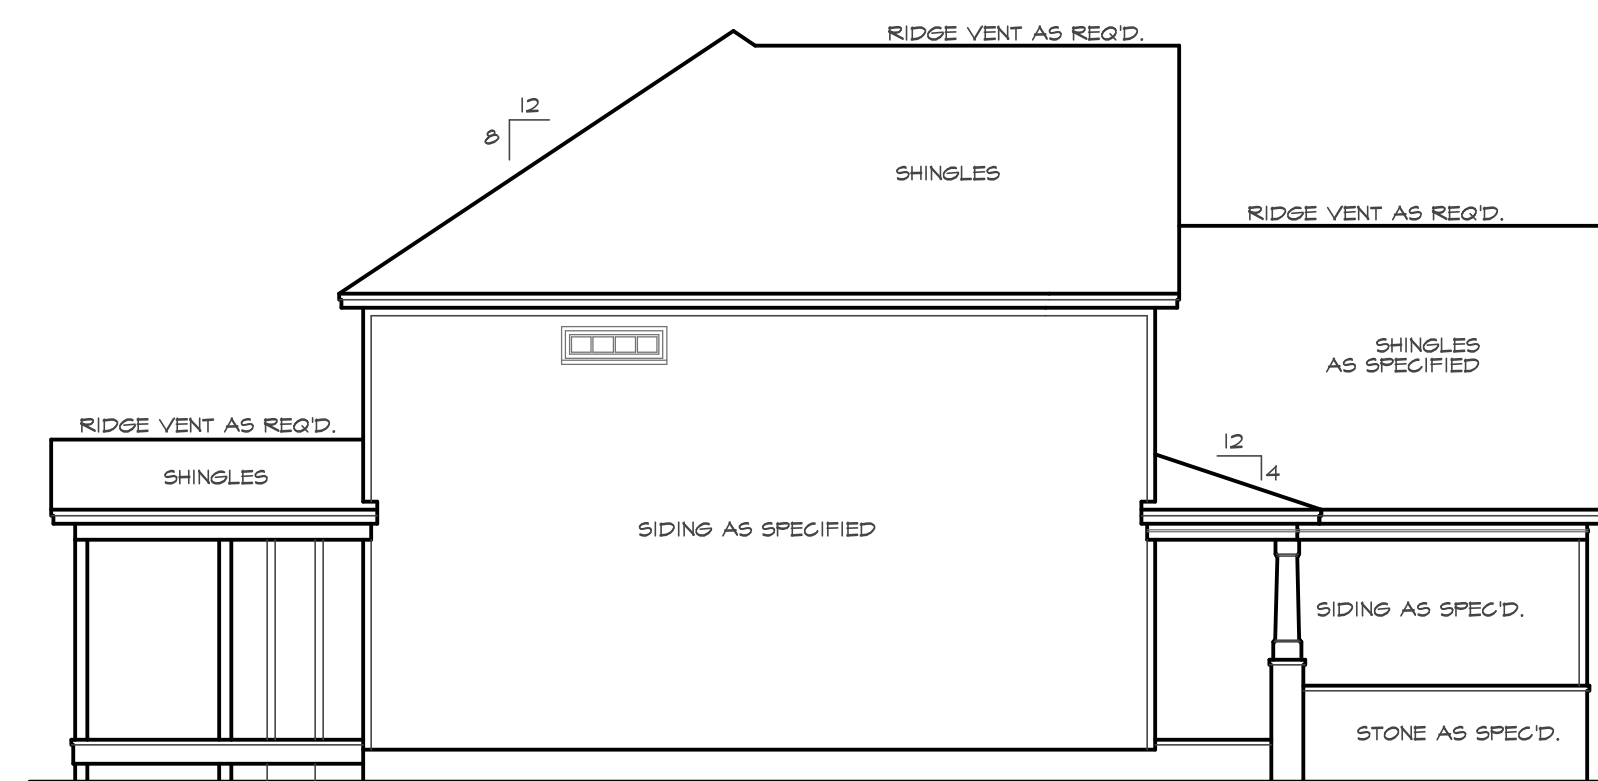 RIDGE VENT AS REQ'D.
12
8
SHINGLES
RIDGE VENT AS REQ'D.
SHINGLES
AS SPECIFIED
RIDGE VENT AS REQ'D.
12
4
SHINGLES
SIDING AS SPECIFIED
SIDING AS SPEC'D.
STONE AS SPEC'D.